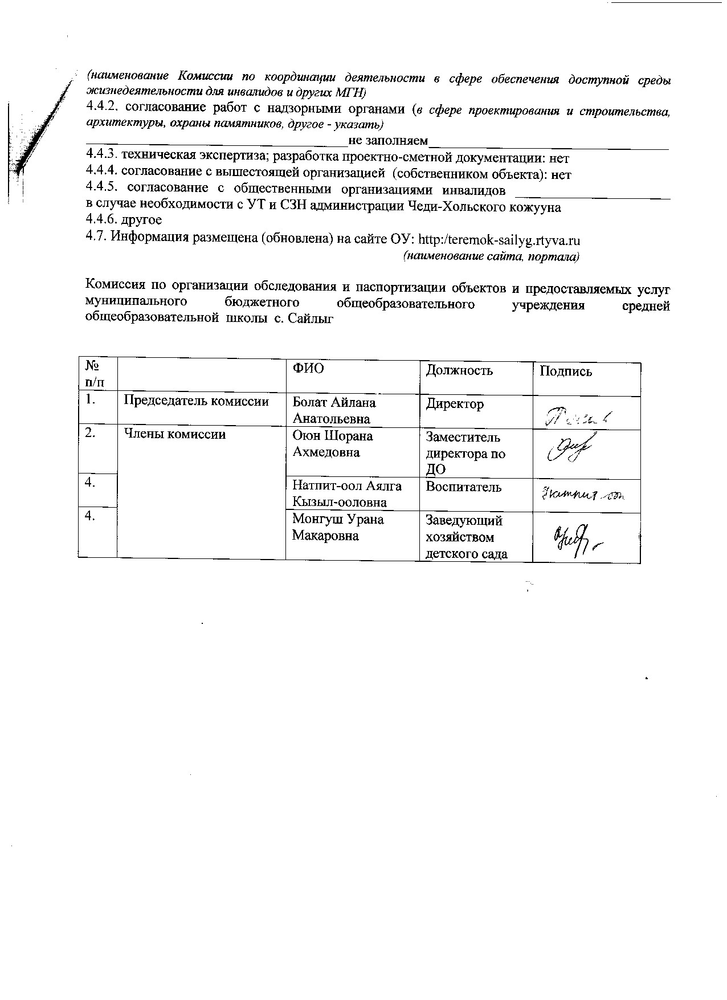 (наименование Комиссии по координации деятельности в сфере обеспечения доступной среды
жизнедеятельности для инвалидов и других МГН)
4.4.2. согласование работ с надзорными органами (в сфере проектирования и строительства,
архитектуры, охраны памятников, другое - указать)
не заполняем
4.4.3. техническая экспертиза; разработка проектно-сметной документации: нет
4.4.4. согласование с вышестоящей организацией (собственником объекта): нет
4.4.5. согласование с общественными организациями инвалидов
в случае необходимости с УТ и СЗН администрации Чеди-Хольского кожууна
4.4.6. другое
4.7. Информация размещена (обновлена) на сайте ОУ: http:/teremok-sailyg.rtyva.ru
(наименование сайта, портала)
Комиссия по организации обследования и паспортизации объектов и предоставляемых услуг
муниципального бюджетного общеобразовательного учреждения средней
общеобразовательной школы с. Сайлыг
№ п/п ФИО Должность Подпись
1. Председатель комиссии Болат Айлана Директор
Анатольевна
2. Члены комиссии Оюн Шорана Заместитель
Ахмедовна директора по
ДО
4. Натпит-оол Аялга Воспитатель
Кызыл-ооловна
4. Монгуш Урана Заведующий
Макаровна хозяйством
детского сада